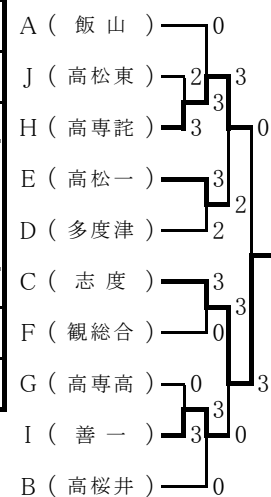 A ( 飯 山 ) 0
J ( 高松東 ) 2 3
3 0
H ( 高専詫 ) 3
E ( 高松一 ) 3
2
D ( 多度津 ) 2
C ( 志 度 ) 3
3
F ( 観総合 ) 0
G ( 高専高 ) 0 3
3
I ( 善 一 ) 3 0
B ( 高桜井 ) 0